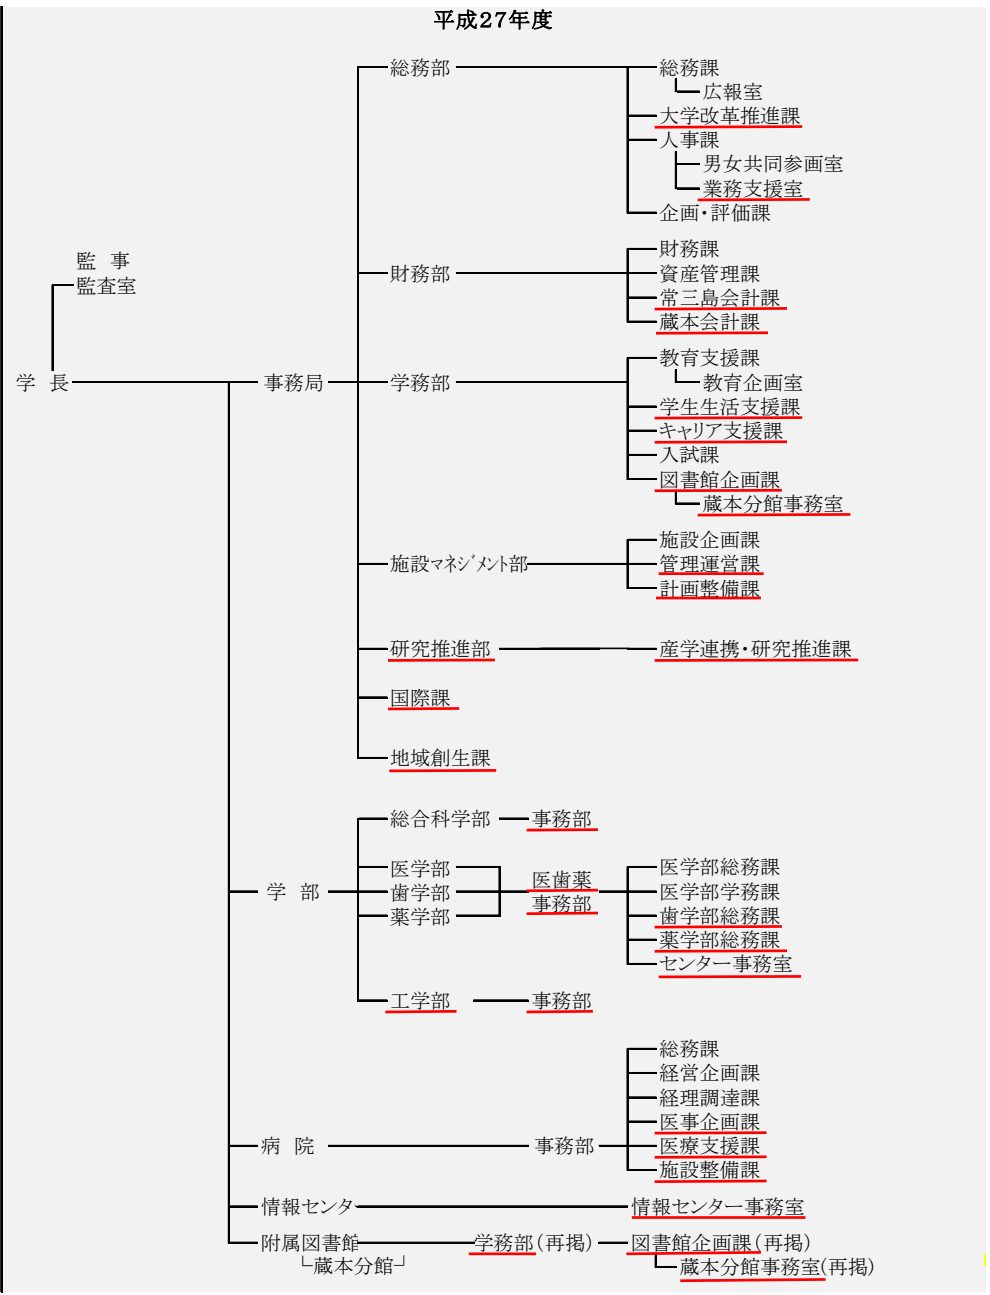 平成27年度
総務部 総務課
広報室
大学改革推進課
人事課
男女共同参画室
業務支援室
企画・評価課
監 事
監査室
財務部 財務課
資産管理課
常三島会計課
蔵本会計課
学 長 事務局 学務部 教育支援課
教育企画室
学生生活支援課
キャリア支援課
入試課
図書館企画課
蔵本分館事務室
施設マネジメント部 施設企画課
管理運営課
計画整備課
研究推進部 産学連携・研究推進課
国際課
地域創生課
学 部 総合科学部 事務部
医学部
歯学部
薬学部
医歯薬
事務部
医学部総務課
医学部学務課
歯学部総務課
薬学部総務課
センター事務室
工学部 事務部
病 院 事務部 総務課
経営企画課
経理調達課
医事企画課
医療支援課
施設整備課
情報センタ 情報センター事務室
附属図書館 学務部(再掲) 図書館企画課(再掲)
└蔵本分館┘ 蔵本分館事務室(再掲)